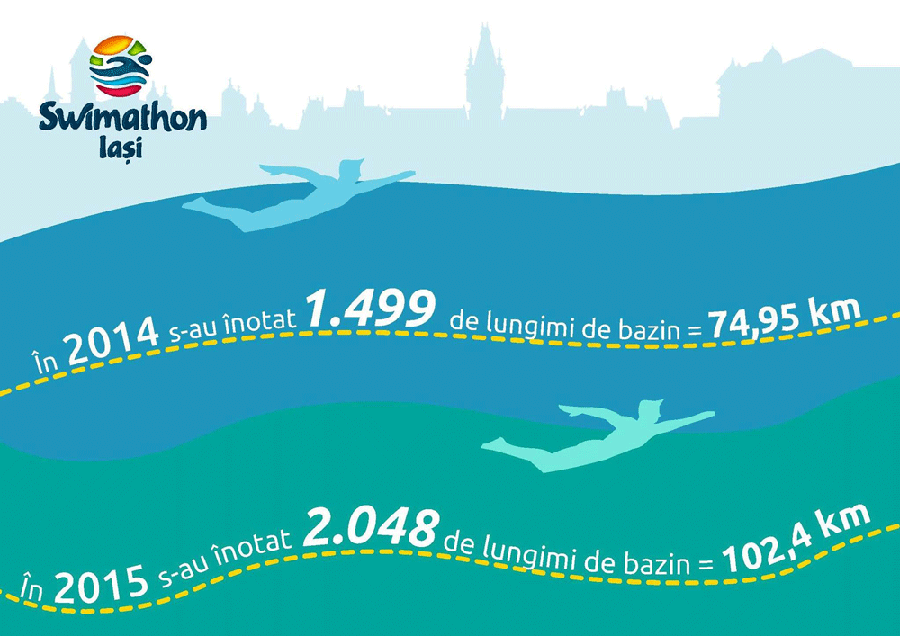 Swimathon
Iași
În 2014 s-au înotat 1.499 de lungimi de bazin = 74,95 km
În 2015 s-au înotat 2.048 de lungimi de bazin = 102,4 km